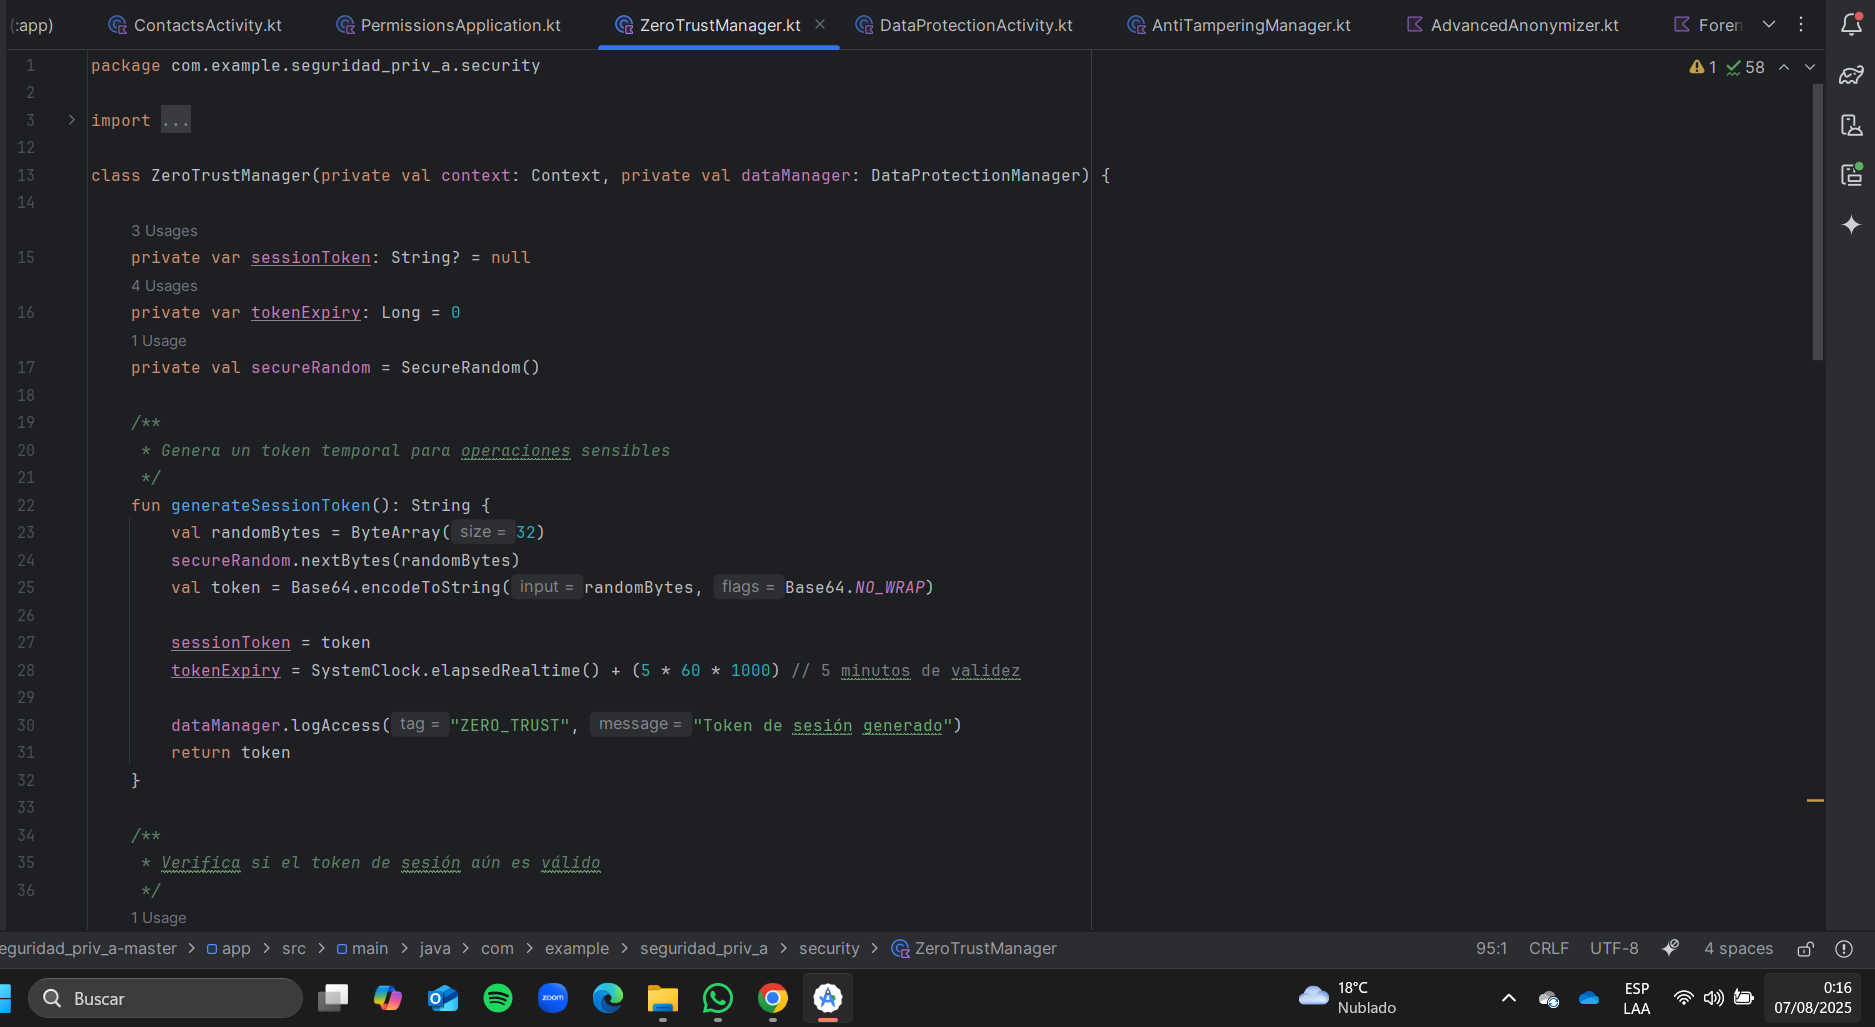 (:app) ContactsActivity.kt PermissionsApplication.kt ZeroTrustManager.kt DataProtectionActivity.kt AntiTamperingManager.kt AdvancedAnonymizer.kt Foren
1 package com.example.seguridad_priv_a.security 1 58
2
3 import ...
12
13 class ZeroTrustManager(private val context: Context, private val dataManager: DataProtectionManager) {
14
3 Usages
15 private var sessionToken: String? = null
4 Usages
16 private var tokenExpiry: Long = 0
1 Usage
17 private val secureRandom = SecureRandom()
18
19 /**
20 * Genera un token temporal para operaciones sensibles
21 */
22 fun generateSessionToken(): String {
23 val randomBytes = ByteArray( size = 32)
24 secureRandom.nextBytes(randomBytes)
25 val token = Base64.encodeToString( input = randomBytes, flags = Base64.NO_WRAP)
26
27 sessionToken = token
28 tokenExpiry = SystemClock.elapsedRealtime() + (5 * 60 * 1000) // 5 minutos de validez
29
30 dataManager.logAccess( tag = "ZERO_TRUST", message = "Token de sesión generado")
31 return token
32 }
33
34 /**
35 * Verifica si el token de sesión aún es válido
36 */
1 Usage
eguridad_priv_a-master > app > src > main > java > com > example > seguridad_priv_a > security > ZeroTrustManager 95:1 CRLF UTF-8 4 spaces
Buscar zoom 18°C Nublado ESP LAA 0:16 07/08/2025